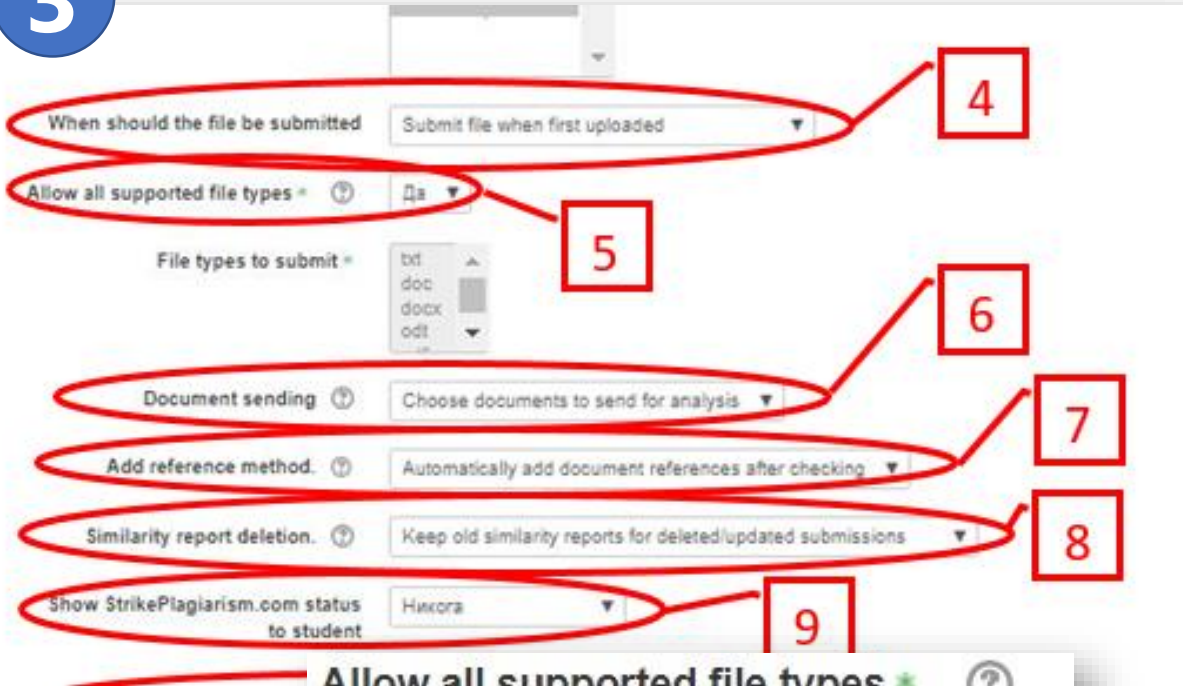 3
4
When should the file be submitted Submit file when first uploaded
Allow all supported file types * Да
5
File types to submit * txt
doc
docx
odt
6
Document sending Choose documents to send for analysis
7
Add reference method. Automatically add document references after checking
8
Similarity report deletion. Keep old similarity reports for deleted/updated submissions
Show StrikePlagiarism.com status Никога
to student
9
Allow all supported file types *